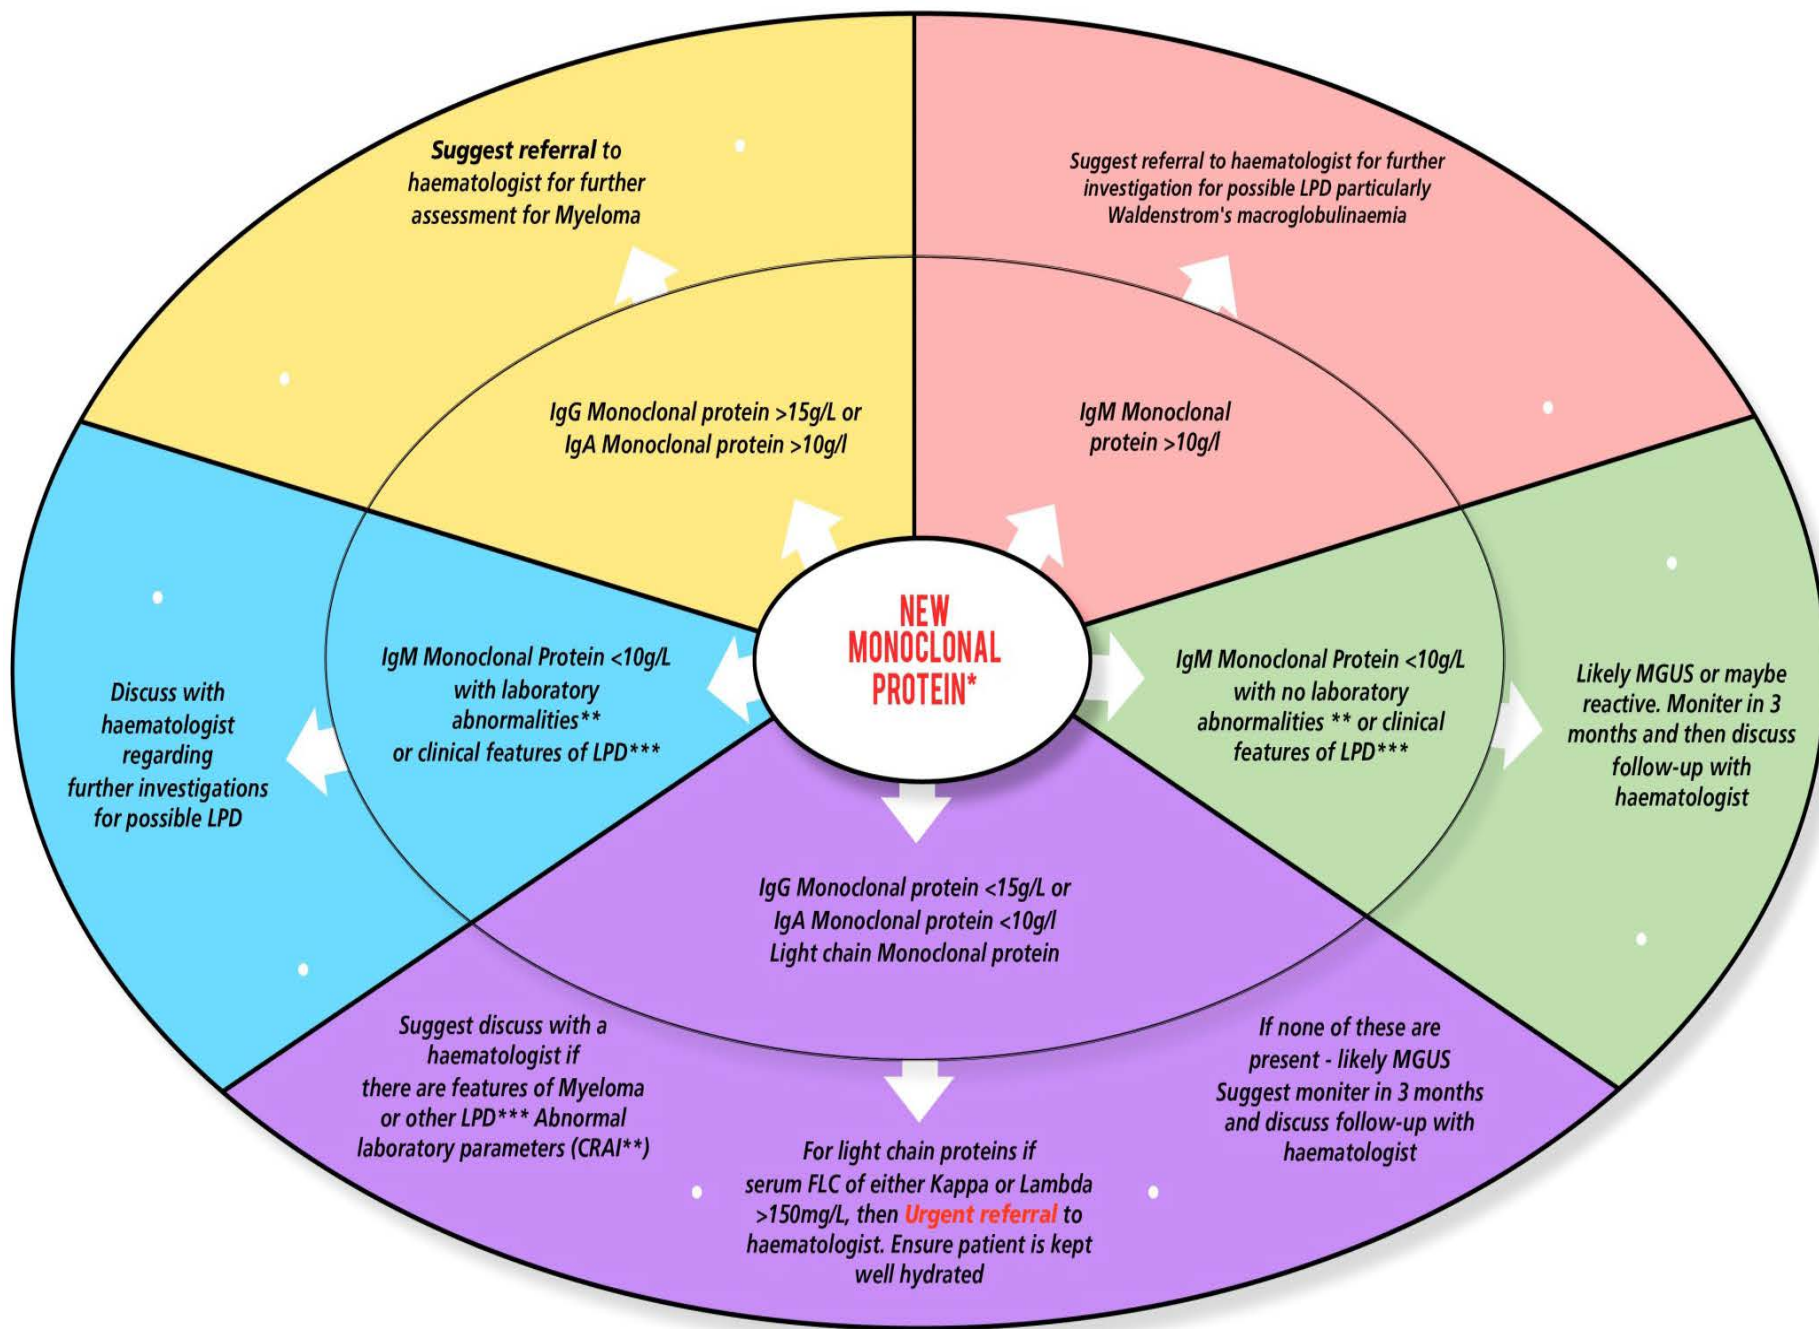 Suggest referral to
haematologist for further
assessment for Myeloma
Suggest referral to haematologist for further
investigation for possible LPD particularly
Waldenstrom's macroglobulinaemia
IgG Monoclonal protein >15g/L or
IgA Monoclonal protein >10g/l
IgM Monoclonal
protein >10g/l
NEW
MONOCLONAL
PROTEIN*
IgM Monoclonal Protein <10g/L
with laboratory
abnormalities**
or clinical features of LPD***
Discuss with
haematologist
regarding
further investigations
for possible LPD
IgM Monoclonal Protein <10g/L
with no laboratory
abnormalities ** or clinical
features of LPD***
Likely MGUS or maybe
reactive. Moniter in 3
months and then discuss
follow-up with
haematologist
IgG Monoclonal protein <15g/L or
IgA Monoclonal protein <10g/l
Light chain Monoclonal protein
Suggest discuss with a
haematologist if
there are features of Myeloma
or other LPD*** Abnormal
laboratory parameters (CRAI**)
For light chain proteins if
serum FLC of either Kappa or Lambda
>150mg/L, then Urgent referral to
haematologist. Ensure patient is kept
well hydrated
If none of these are
present - likely MGUS
Suggest moniter in 3 months
and discuss follow-up with
haematologist